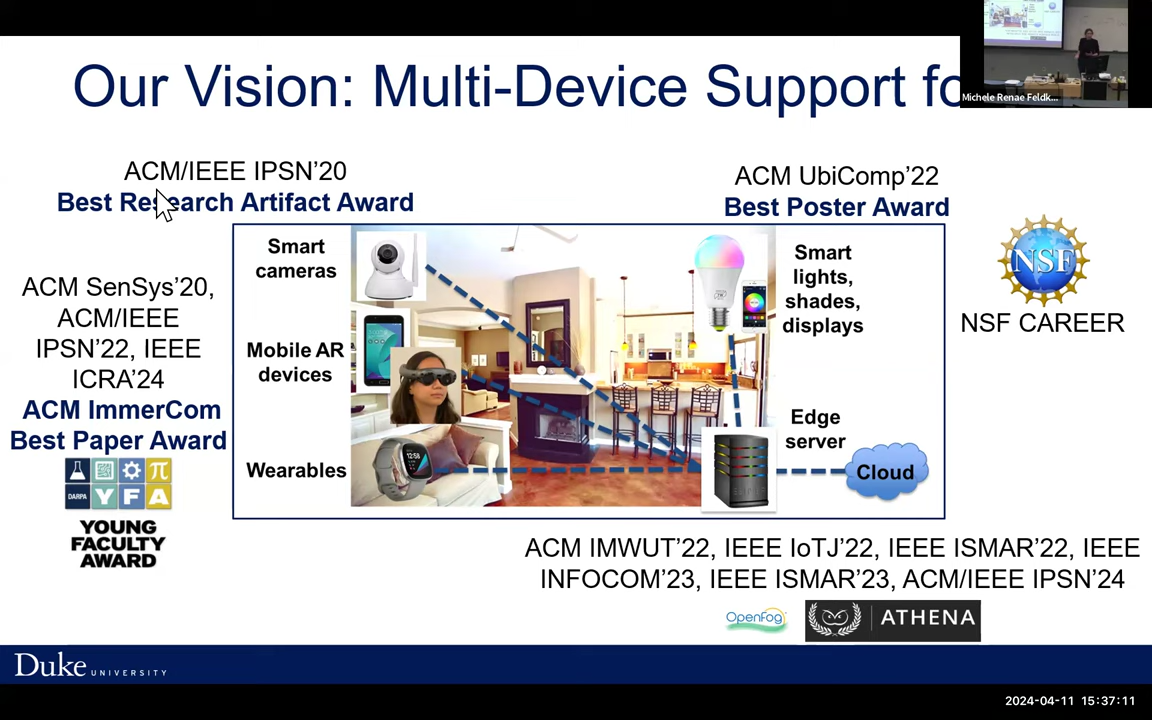 Our Vision: Multi-Device Support fo
Michele Renae Feldk...
ACM/IEEE IPSN’20
Best Research Artifact Award
ACM UbiComp’22
Best Poster Award
Smart
cameras
Smart
lights,
shades,
displays
NSF
NSF CAREER
ACM SenSys’20,
ACM/IEEE
IPSN’22, IEEE
ICRA’24
ACM ImmerCom
Best Paper Award
Mobile AR
devices
Edge
server
Wearables
Cloud
π
DARPA
Y F A
YOUNG
FACULTY
AWARD
ACM IMWUT’22, IEEE IoTJ’22, IEEE ISMAR’22, IEEE
INFOCOM’23, IEEE ISMAR’23, ACM/IEEE IPSN’24
OpenFog
ATHENA
Duke UNIVERSITY
2024-04-11 15:37:11